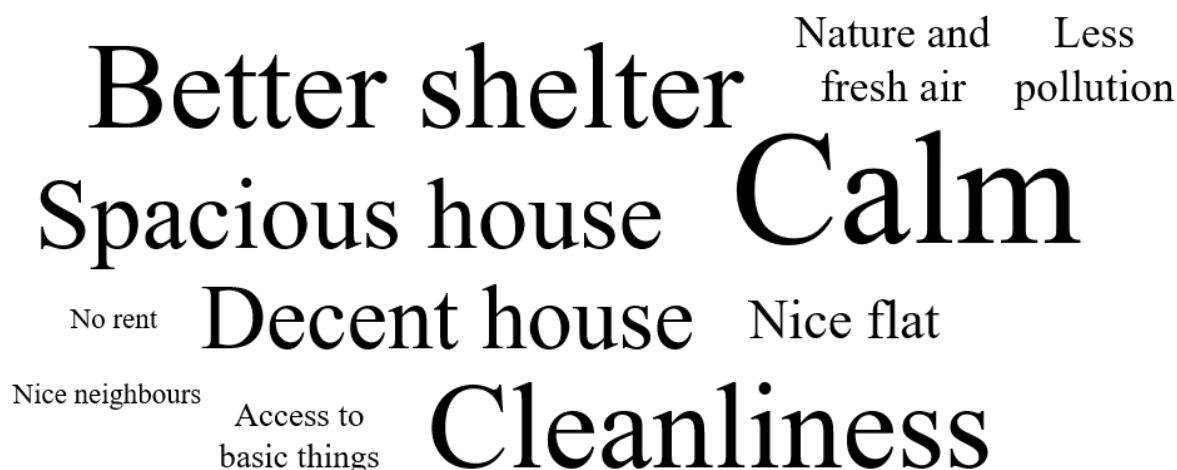 Better shelter
Nature and
fresh air
Less
pollution
Spacious house
Calm
No rent
Decent house
Nice flat
Nice neighbours
Access to
basic things
Cleanliness